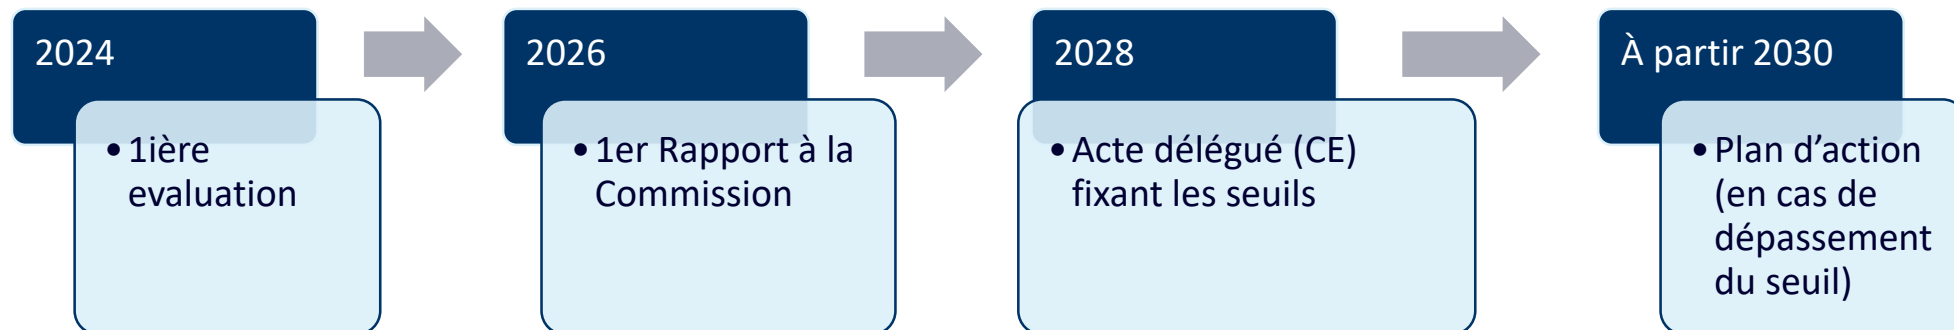 2024
• 1ière
evaluation
2026
• 1er Rapport à la
Commission
2028
• Acte délégué (CE)
fixant les seuils
À partir 2030
• Plan d’action
(en cas de
dépassement
du seuil)